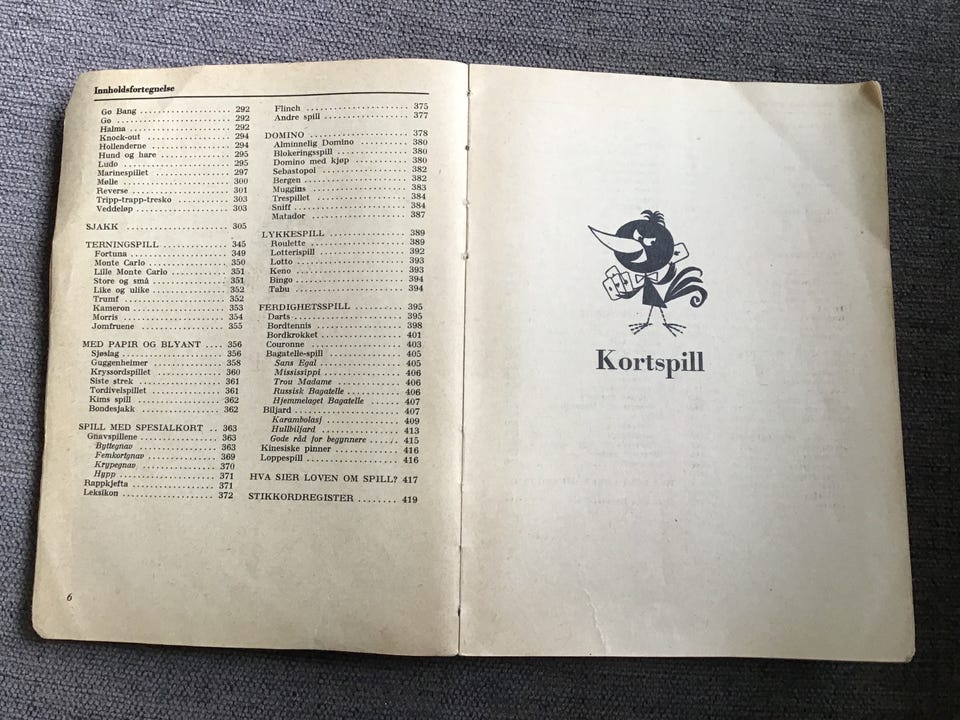 Innholdsfortegnelse
Go Bang .................... 292
Go .......................... 292
Halma ...................... 292
Knock-out .................. 294
Hollenderne ................ 294
Hund og hare ............... 295
Ludo ........................ 295
Marinespillet ................ 297
Mølle ....................... 300
Reverse ..................... 301
Tripp-trapp-tresko .......... 303
Veddeløp .................... 303
SJAKK ...................... 305
TERNINGSPILL ............. 345
Fortuna ..................... 349
Monte Carlo ................. 350
Lille Monte Carlo ............ 351
Store og små ................ 351
Like og ulike ................ 352
Trumf ....................... 352
Kameron .................... 353
Morris ...................... 354
Jomfruene ................... 355
MED PAPIR OG BLYANT .... 356
Sjøslag ...................... 356
Guggenheimer ............... 358
Kryssordspillet .............. 360
Siste strek ................... 361
Tordivelspillet ............... 361
Kims spill ................... 362
Bondesjakk .................. 362
SPILL MED SPESIALKORT .. 363
Gnavspillene ................. 363
Byttegnav ................... 363
Femkortgnav ................ 369
Krypegnav ................... 370
Hypp ........................ 371
Rappkjefta ................... 371
Leksikon ..................... 372
Flinch ....................... 375
Andre spill .................. 377
DOMINO ..................... 378
Alminnelig Domino .......... 380
Blokeringsspill ............... 380
Domino med kjøp ............ 380
Sebastopol ................... 382
Bergen ....................... 382
Muggins ..................... 383
Trespillet .................... 384
Sniff ......................... 384
Matador ..................... 387
LYKKESPILL ................ 389
Roulette ..................... 389
Lotterispill .................. 392
Lotto ........................ 393
Keno ........................ 393
Bingo ........................ 394
Tabu ........................ 394
FERDIGHETSSPILL ......... 395
Darts ........................ 395
Bordtennis ................... 398
Bordkrokket ................. 401
Couronne .................... 403
Bagatelle-spill ............... 405
Sans Egal .................... 405
Mississippi ................... 406
Trou Madame ................ 406
Russisk Bagatelle ............ 406
Hjemmelaget Bagatelle ....... 407
Biljard ....................... 407
Karambolasj ................. 409
Hullbiljard ................... 413
Gode råd for begynnere ...... 415
Kinesiske pinner ............. 416
Loppespill .................... 416
HVA SIER LOVEN OM SPILL? 417
STIKKORDREGISTER ........ 419
6
Kortspill